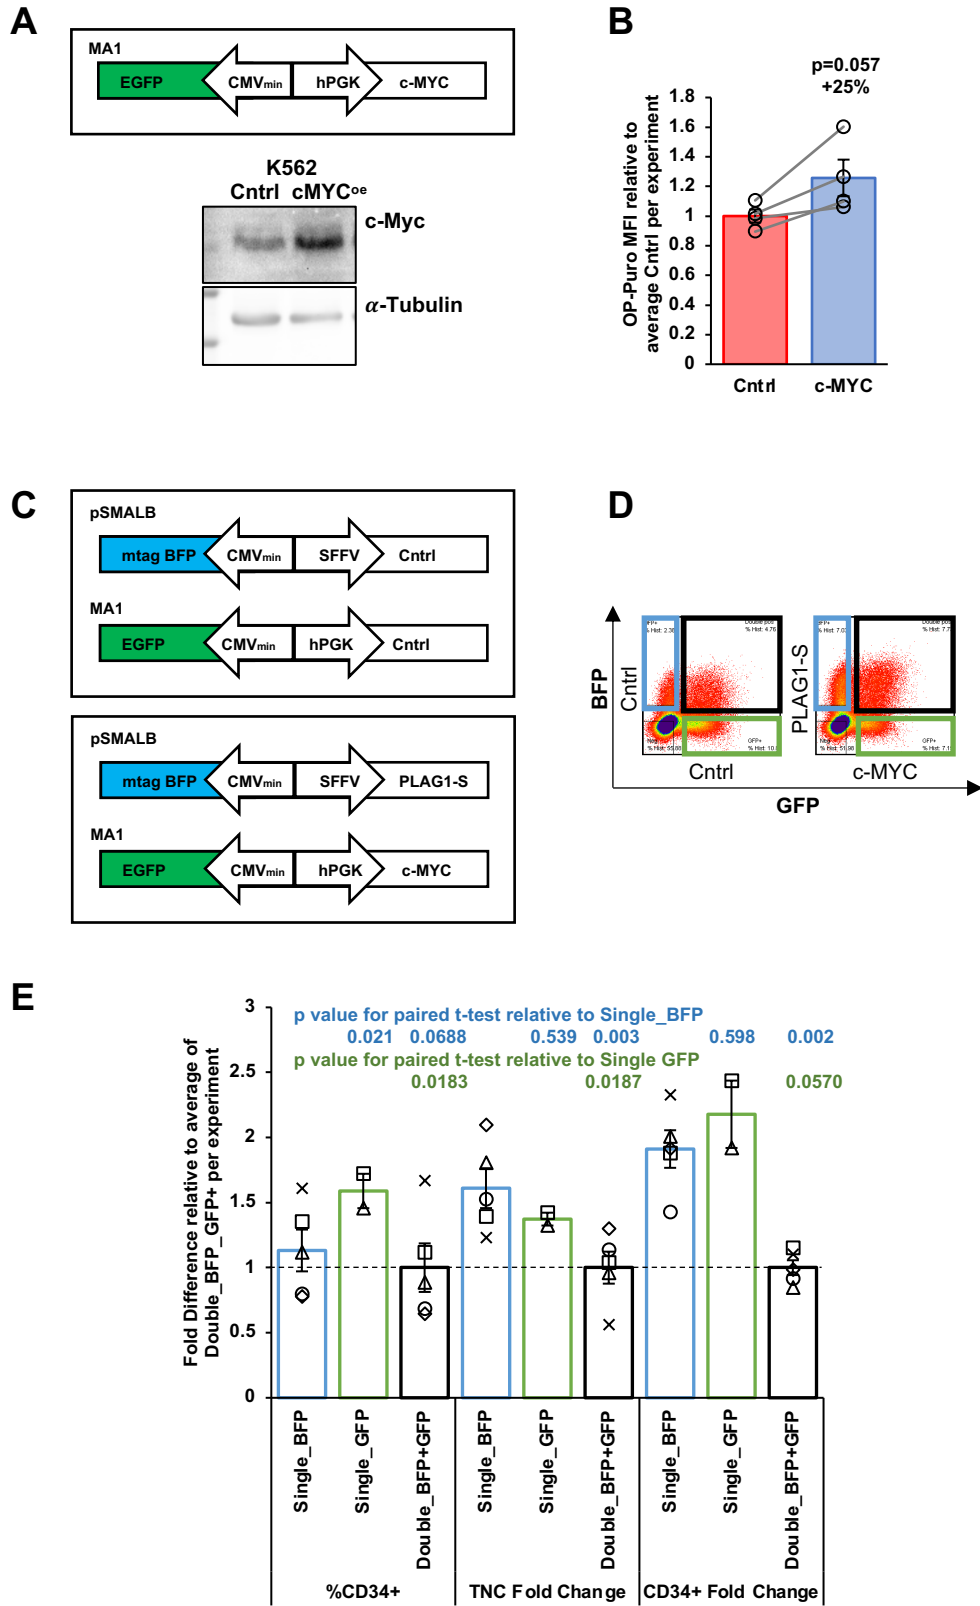 A
MA1
EGFP CMVmin hPGK c-MYC
K562
Cntrl cMYCoe
c-Myc
α-Tubulin
B
p=0.057
+25%
OP-Puro MFI relative to
average Cntrl per experiment
1.8
1.6
1.4
1.2
1
0.8
0.6
0.4
0.2
0
Cntrl c-MYC
C
pSMALB
mtag BFP CMVmin SFFV Cntrl
MA1
EGFP CMVmin hPGK Cntrl
pSMALB
mtag BFP CMVmin SFFV PLAG1-S
MA1
EGFP CMVmin hPGK c-MYC
D
BFP
Cntrl
% Hist: 4.76
GFP+
Cntrl
PLAG1-S
GFP+
c-MYC
GFP
E
Fold Difference relative to average of
Double_BFP_GFP+ per experiment
3
2.5
2
1.5
1
0.5
0
p value for paired t-test relative to Single_BFP
0.021 0.0688 0.539 0.003 0.598 0.002
p value for paired t-test relative to Single GFP
0.0183 0.0187 0.0570
Single_BFP
Single_GFP
Double_BFP+GFP
Single_BFP
Single_GFP
Double_BFP+GFP
Single_BFP
Single_GFP
Double_BFP+GFP
%CD34+ TNC Fold Change CD34+ Fold Change